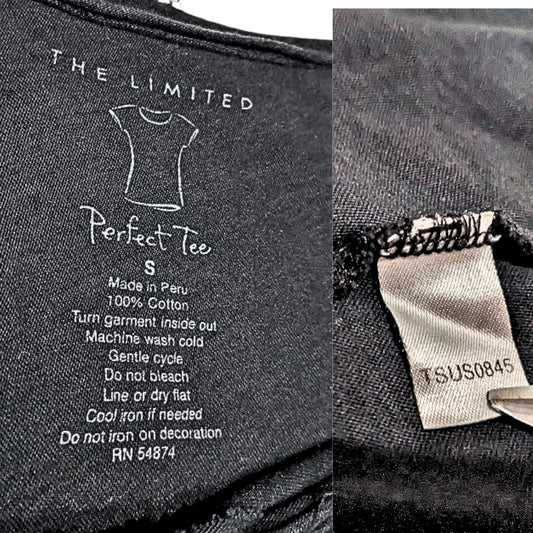 THE LIMITED
Perfect Tee
S
Made in Peru
100% Cotton
Turn garment inside out
Machine wash cold
Gentle cycle
Do not bleach
Line or dry flat
Cool iron if needed
Do not iron on decoration
RN 54874
TSUS0845